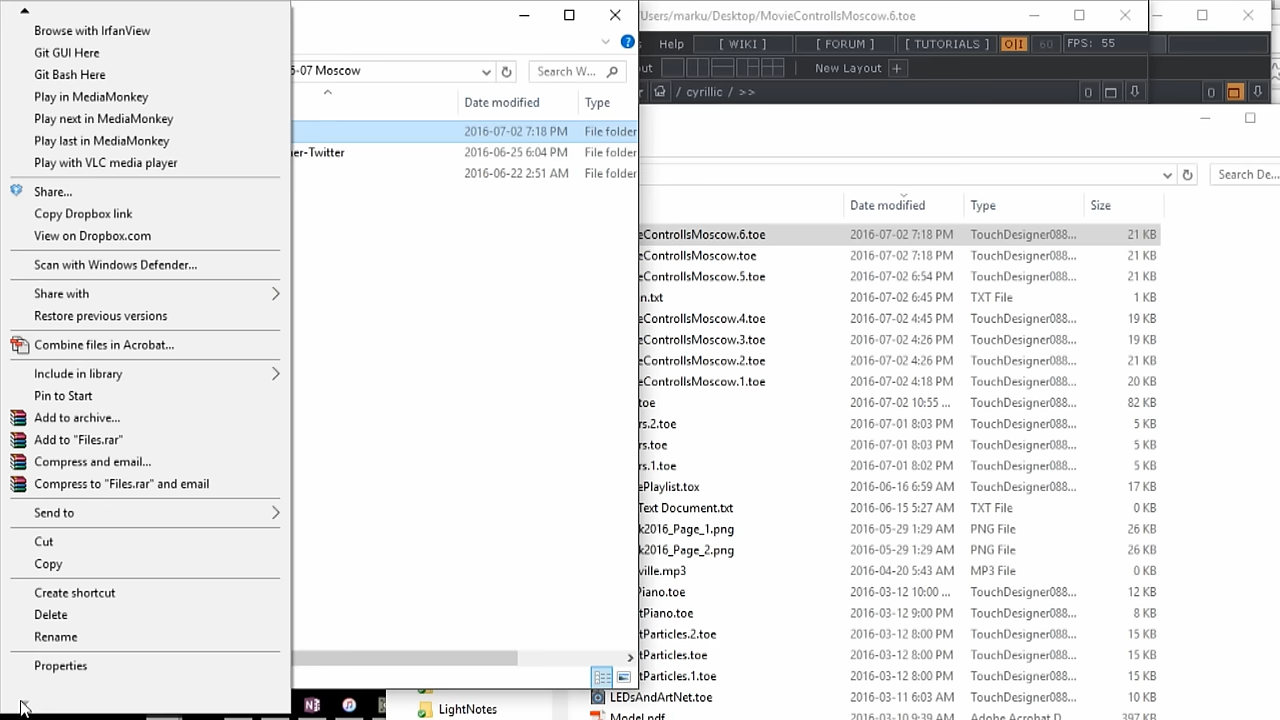 Browse with IrfanView
Git GUI Here
Git Bash Here
Play in MediaMonkey
Play next in MediaMonkey
Play last in MediaMonkey
Play with VLC media player
Share...
Copy Dropbox link
View on Dropbox.com
Scan with Windows Defender...
Share with
Restore previous versions
Combine files in Acrobat...
Include in library
Pin to Start
Add to archive...
Add to "Files.rar"
Compress and email...
Compress to "Files.rar" and email
Send to
Cut
Copy
Create shortcut
Delete
Rename
Properties
-07 Moscow
Search W...
Date modified Type
2016-07-02 7:18 PM File folder
er-Twitter 2016-06-25 6:04 PM File folder
2016-06-22 2:51 AM File folder
LightNotes
Users/marku/Desktop/MovieControllsMoscow.6.toe
Help [ WIKI ] [ FORUM ] [ TUTORIALS ] O|I 60 FPS: 55
ut New Layout +
/ cyrillic / >> 0 0
Search De...
Date modified Type Size
eControllsMoscow.6.toe 2016-07-02 7:18 PM TouchDesigner088... 21 KB
eControllsMoscow.toe 2016-07-02 7:18 PM TouchDesigner088... 21 KB
eControllsMoscow.5.toe 2016-07-02 6:54 PM TouchDesigner088... 21 KB
n.txt 2016-07-02 6:45 PM TXT File 1 KB
eControllsMoscow.4.toe 2016-07-02 4:45 PM TouchDesigner088... 19 KB
eControllsMoscow.3.toe 2016-07-02 4:26 PM TouchDesigner088... 19 KB
eControllsMoscow.2.toe 2016-07-02 4:26 PM TouchDesigner088... 21 KB
eControllsMoscow.1.toe 2016-07-02 4:18 PM TouchDesigner088... 20 KB
toe 2016-07-02 10:55 ... TouchDesigner088... 82 KB
rs.2.toe 2016-07-01 8:03 PM TouchDesigner088... 5 KB
rs.toe 2016-07-01 8:03 PM TouchDesigner088... 5 KB
rs.1.toe 2016-07-01 8:02 PM TouchDesigner088... 5 KB
ePlaylist.tox 2016-06-16 6:59 AM TouchDesigner088... 17 KB
Text Document.txt 2016-06-15 5:27 AM TXT File 0 KB
k2016_Page_1.png 2016-05-29 1:29 AM PNG File 26 KB
k2016_Page_2.png 2016-05-29 1:29 AM PNG File 26 KB
ville.mp3 2016-04-20 5:43 AM MP3 File 0 KB
Piano.toe 2016-03-12 10:00 ... TouchDesigner088... 12 KB
tPiano.toe 2016-03-12 9:00 PM TouchDesigner088... 8 KB
tParticles.2.toe 2016-03-12 8:00 PM TouchDesigner088... 15 KB
tParticles.toe 2016-03-12 8:00 PM TouchDesigner088... 15 KB
tParticles.1.toe 2016-03-12 8:00 PM TouchDesigner088... 15 KB
LEDsAndArtNet.toe 2016-03-11 6:03 AM TouchDesigner088... 10 KB
Model.pdf 2016-03-10 9:39 AM Adobe Acrobat D... 397 KB